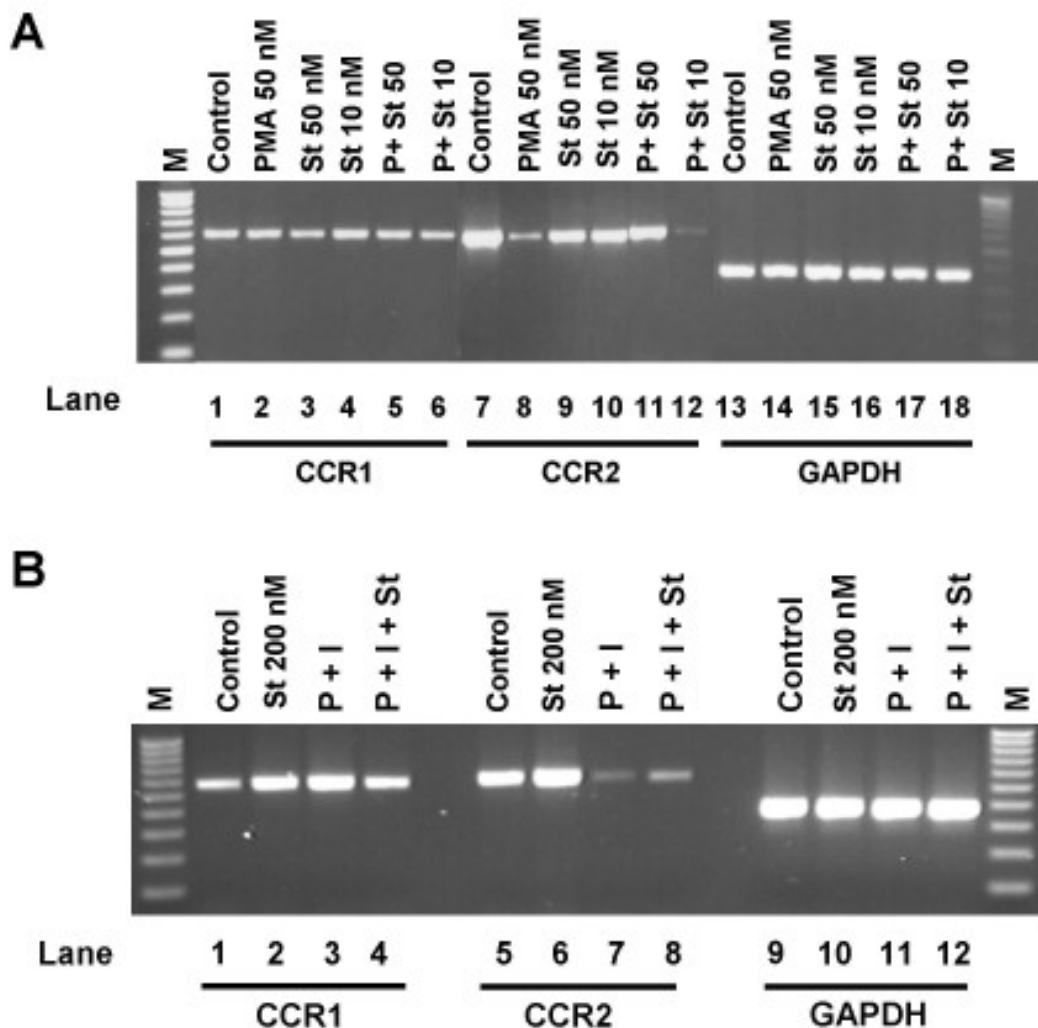 A
M Control PMA 50 nM St 50 nM St 10 nM P+ St 50 P+ St 10 Control PMA 50 nM St 50 nM St 10 nM P+ St 50 P+ St 10 Control PMA 50 nM St 50 nM St 10 nM P+ St 50 P+ St 10 M
Lane 1 2 3 4 5 6 7 8 9 10 11 12 13 14 15 16 17 18
CCR1 CCR2 GAPDH
B
M Control St 200 nM P + I P + I + St Control St 200 nM P + I P + I + St Control St 200 nM P + I P + I + St M
Lane 1 2 3 4 5 6 7 8 9 10 11 12
CCR1 CCR2 GAPDH